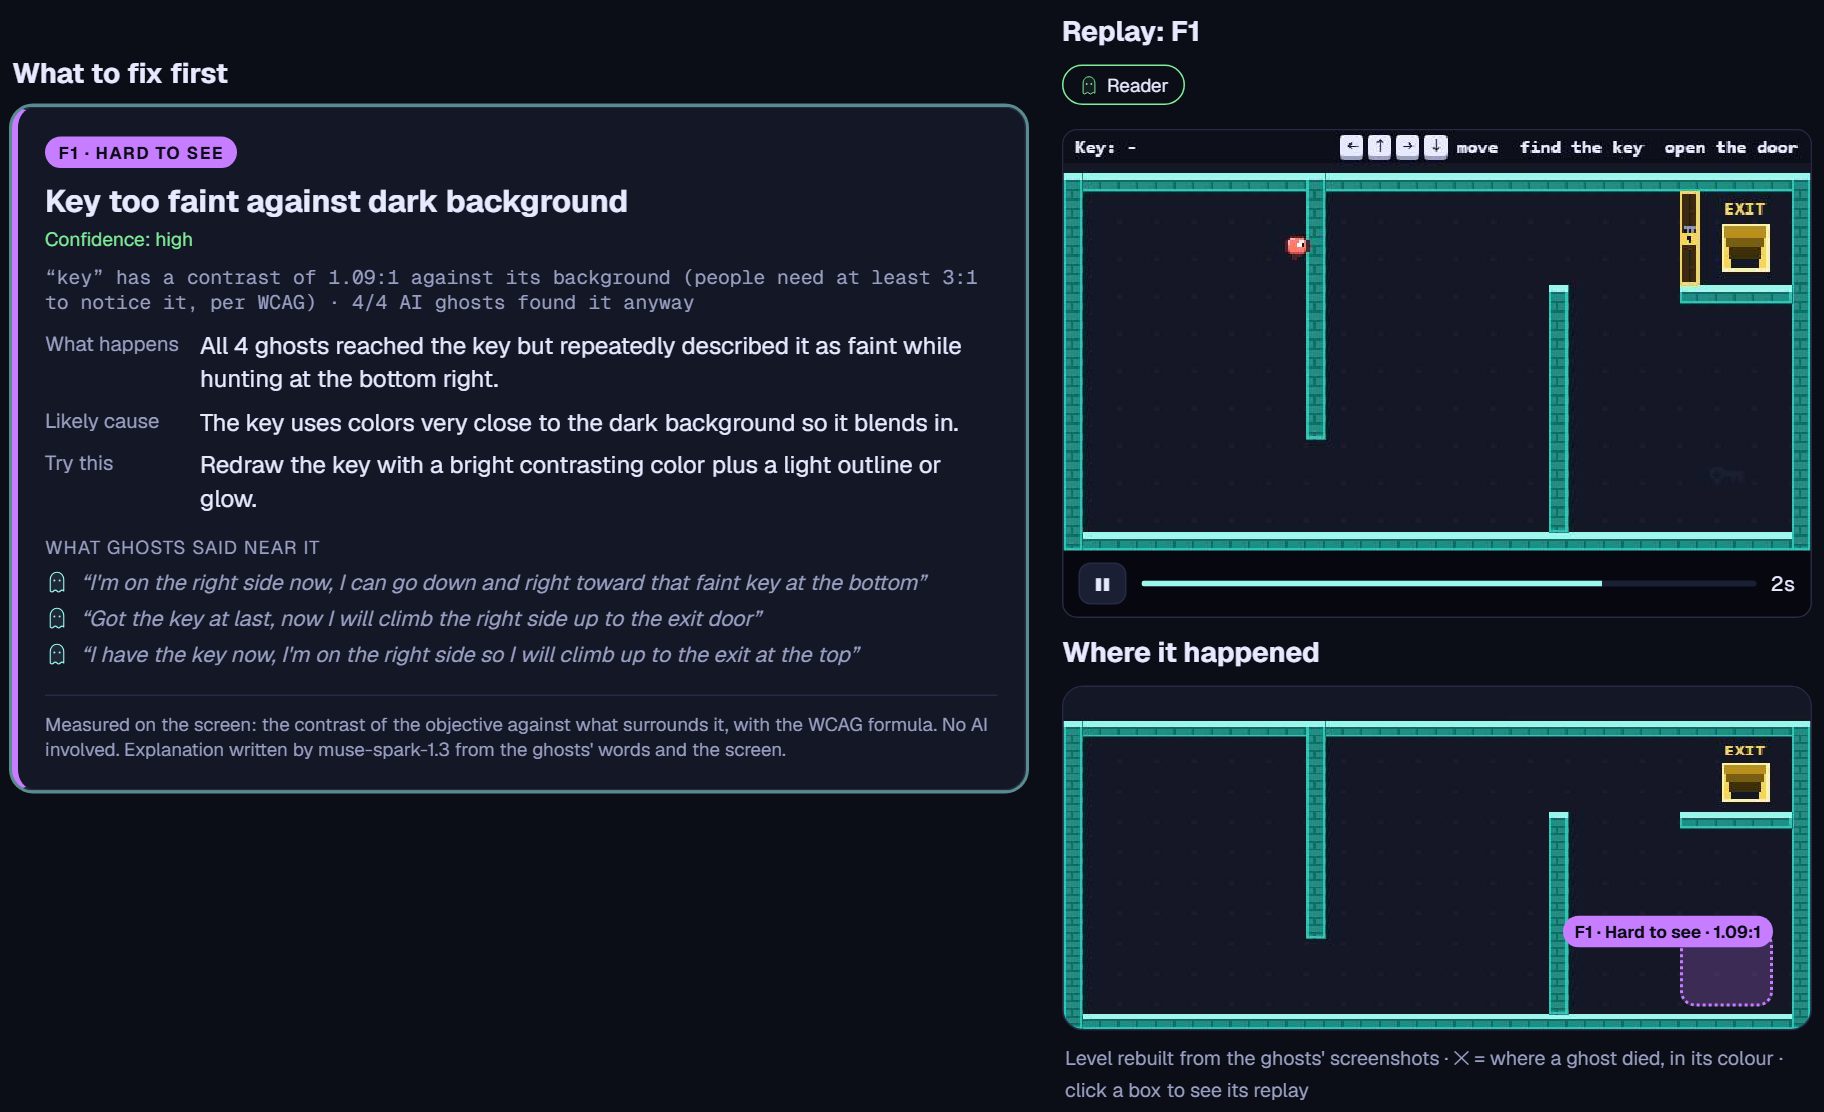 What to fix first
F1 · HARD TO SEE
Key too faint against dark background
Confidence: high
“key” has a contrast of 1.09:1 against its background (people need at least 3:1
to notice it, per WCAG) · 4/4 AI ghosts found it anyway
What happens
All 4 ghosts reached the key but repeatedly described it as faint while
hunting at the bottom right.
Likely cause
The key uses colors very close to the dark background so it blends in.
Try this
Redraw the key with a bright contrasting color plus a light outline or
glow.
WHAT GHOSTS SAID NEAR IT
“I'm on the right side now, I can go down and right toward that faint key at the bottom”
“Got the key at last, now I will climb the right side up to the exit door”
“I have the key now, I'm on the right side so I will climb up to the exit at the top”
Measured on the screen: the contrast of the objective against what surrounds it, with the WCAG formula. No AI
involved. Explanation written by muse-spark-1.3 from the ghosts' words and the screen.
Replay: F1
Reader
Key: - ← ↑ → ↓ move find the key open the door
EXIT
2s
Where it happened
EXIT
F1 · Hard to see · 1.09:1
Level rebuilt from the ghosts' screenshots · ✕ = where a ghost died, in its colour ·
click a box to see its replay